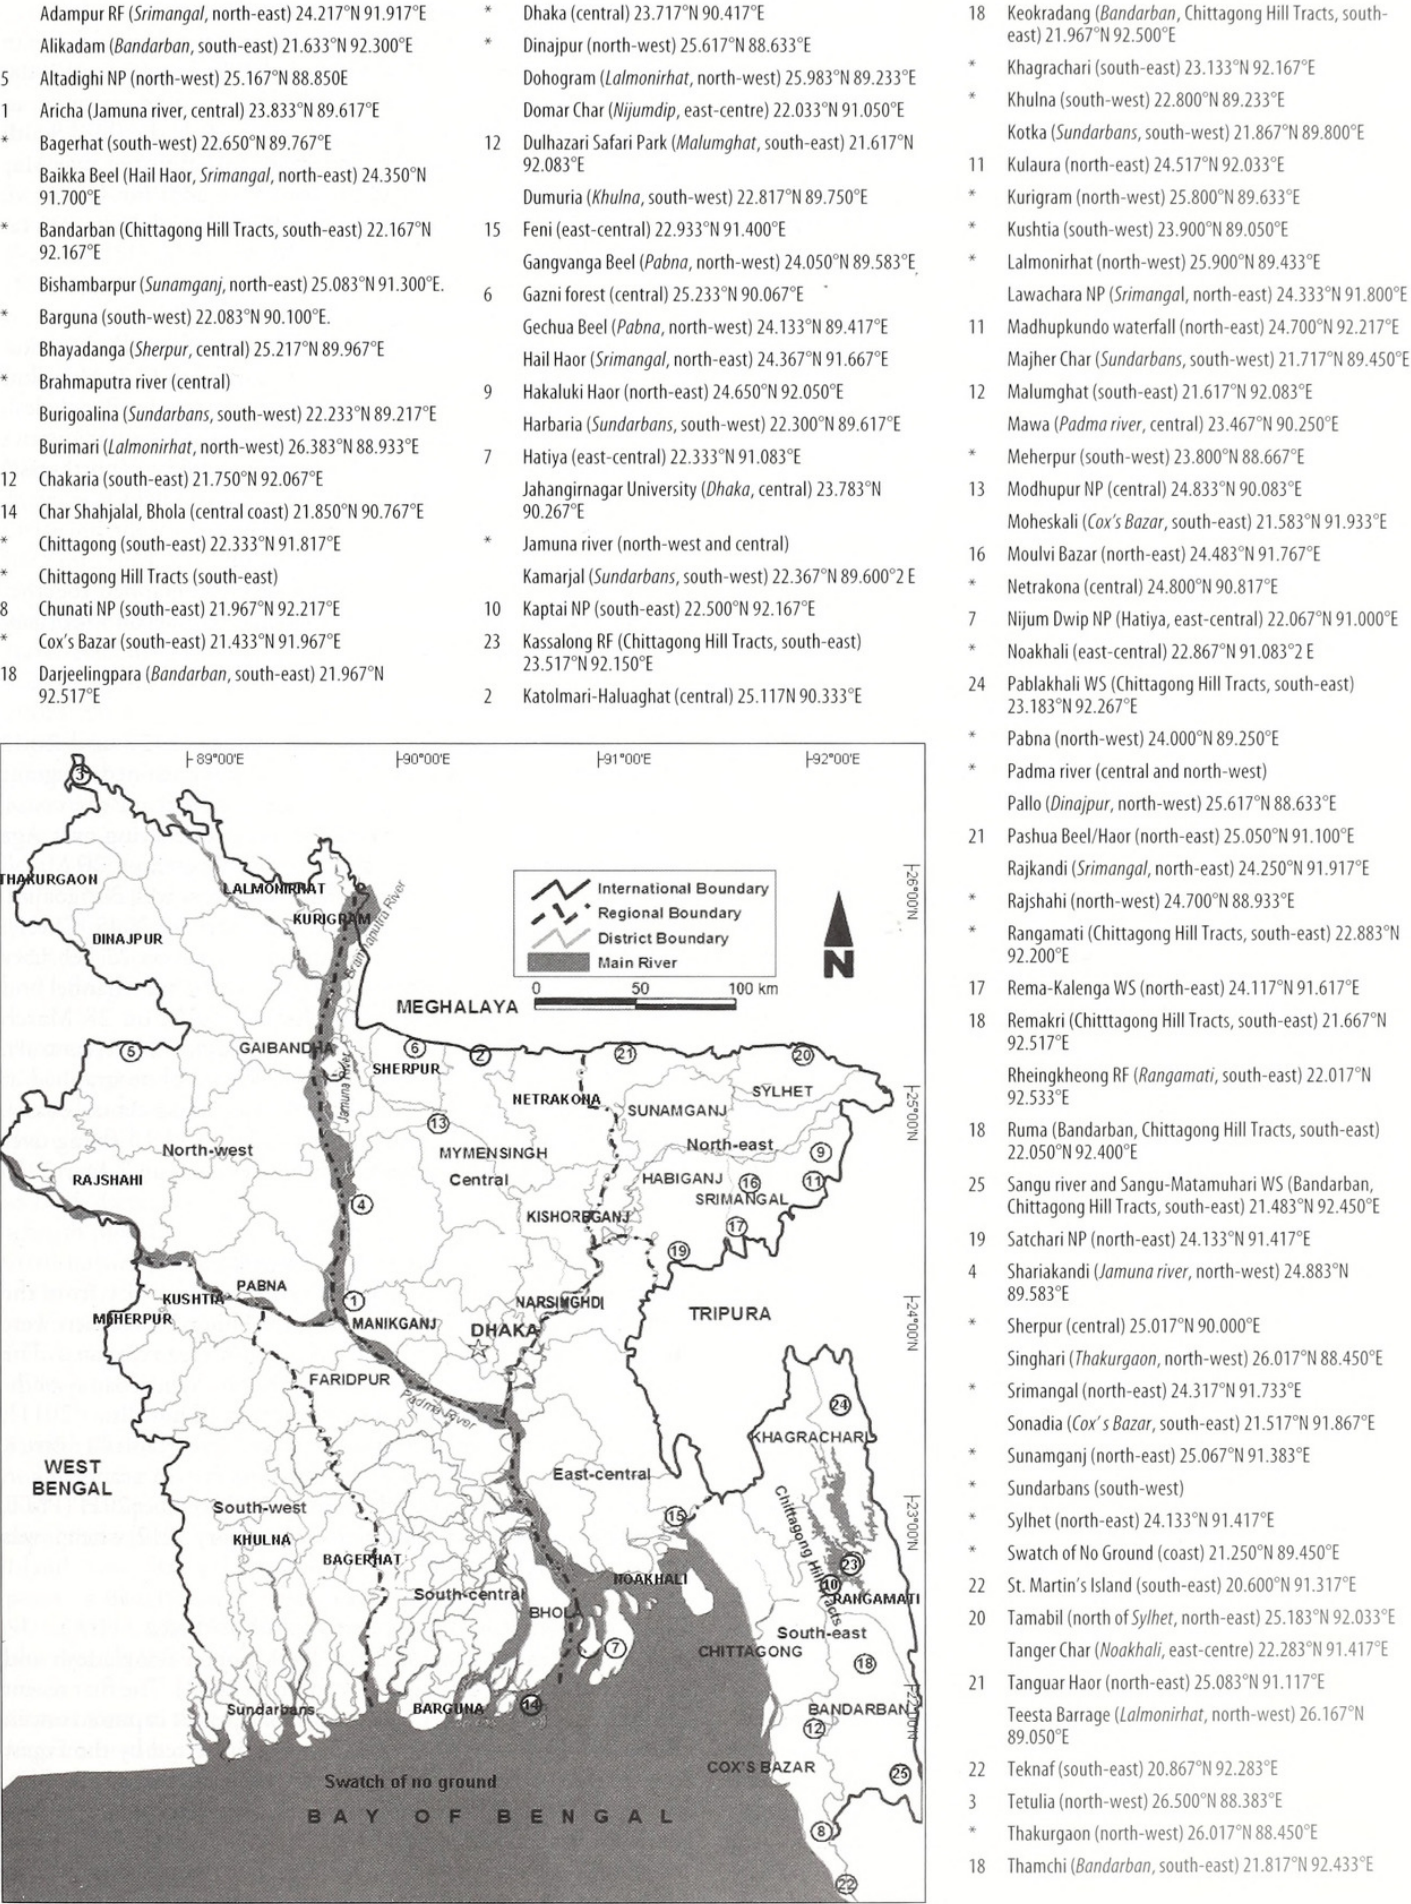 Adampur RF (Srimangal, north-east) 24.217°N 91.917°E
Alikadam (Bandarban, south-east) 21.633°N 92.300°E
5 Altadighi NP (north-west) 25.167°N 88.850E
1 Aricha (Jamuna river, central) 23.833°N 89.617°E
* Bagerhat (south-west) 22.650°N 89.767°E
Baikka Beel (Hail Haor, Srimangal, north-east) 24.350°N
91.700°E
* Bandarban (Chittagong Hill Tracts, south-east) 22.167°N
92.167°E
Bishambarpur (Sunamganj, north-east) 25.083°N 91.300°E.
* Barguna (south-west) 22.083°N 90.100°E.
Bhayadanga (Sherpur, central) 25.217°N 89.967°E
* Brahmaputra river (central)
Burigoalina (Sundarbans, south-west) 22.233°N 89.217°E
Burimari (Lalmonirhat, north-west) 26.383°N 88.933°E
12 Chakaria (south-east) 21.750°N 92.067°E
14 Char Shahjalal, Bhola (central coast) 21.850°N 90.767°E
* Chittagong (south-east) 22.333°N 91.817°E
* Chittagong Hill Tracts (south-east)
8 Chunati NP (south-east) 21.967°N 92.217°E
* Cox's Bazar (south-east) 21.433°N 91.967°E
18 Darjeelingpara (Bandarban, south-east) 21.967°N
92.517°E
* Dhaka (central) 23.717°N 90.417°E
* Dinajpur (north-west) 25.617°N 88.633°E
Dohogram (Lalmonirhat, north-west) 25.983°N 89.233°E
Domar Char (Nijumdip, east-centre) 22.033°N 91.050°E
12 Dulhazari Safari Park (Malumghat, south-east) 21.617°N
92.083°E
Dumuria (Khulna, south-west) 22.817°N 89.750°E
15 Feni (east-central) 22.933°N 91.400°E
Gangvanga Beel (Pabna, north-west) 24.050°N 89.583°E
6 Gazni forest (central) 25.233°N 90.067°E
Gechua Beel (Pabna, north-west) 24.133°N 89.417°E
Hail Haor (Srimangal, north-east) 24.367°N 91.667°E
9 Hakaluki Haor (north-east) 24.650°N 92.050°E
Harbaria (Sundarbans, south-west) 22.300°N 89.617°E
7 Hatiya (east-central) 22.333°N 91.083°E
Jahangirnagar University (Dhaka, central) 23.783°N
90.267°E
* Jamuna river (north-west and central)
Kamarjal (Sundarbans, south-west) 22.367°N 89.600°2 E
10 Kaptai NP (south-east) 22.500°N 92.167°E
23 Kassalong RF (Chittagong Hill Tracts, south-east)
23.517°N 92.150°E
2 Katolmari-Haluaghat (central) 25.117N 90.333°E
18 Keokradang (Bandarban, Chittagong Hill Tracts, south-
east) 21.967°N 92.500°E
* Khagrachari (south-east) 23.133°N 92.167°E
* Khulna (south-west) 22.800°N 89.233°E
Kotka (Sundarbans, south-west) 21.867°N 89.800°E
11 Kulaura (north-east) 24.517°N 92.033°E
* Kurigram (north-west) 25.800°N 89.633°E
* Kushtia (south-west) 23.900°N 89.050°E
* Lalmonirhat (north-west) 25.900°N 89.433°E
Lawachara NP (Srimangal, north-east) 24.333°N 91.800°E
11 Madhupkundo waterfall (north-east) 24.700°N 92.217°E
Majher Char (Sundarbans, south-west) 21.717°N 89.450°E
12 Malumghat (south-east) 21.617°N 92.083°E
Mawa (Padma river, central) 23.467°N 90.250°E
* Meherpur (south-west) 23.800°N 88.667°E
13 Modhupur NP (central) 24.833°N 90.083°E
Moheskali (Cox's Bazar, south-east) 21.583°N 91.933°E
16 Moulvi Bazar (north-east) 24.483°N 91.767°E
* Netrakona (central) 24.800°N 90.817°E
7 Nijum Dwip NP (Hatiya, east-central) 22.067°N 91.000°E
* Noakhali (east-central) 22.867°N 91.083°2 E
24 Pablakhali WS (Chittagong Hill Tracts, south-east)
23.183°N 92.267°E
* Pabna (north-west) 24.000°N 89.250°E
* Padma river (central and north-west)
Pallo (Dinajpur, north-west) 25.617°N 88.633°E
21 Pashua Beel/Haor (north-east) 25.050°N 91.100°E
Rajkandi (Srimangal, north-east) 24.250°N 91.917°E
* Rajshahi (north-west) 24.700°N 88.933°E
* Rangamati (Chittagong Hill Tracts, south-east) 22.883°N
92.200°E
17 Rema-Kalenga WS (north-east) 24.117°N 91.617°E
18 Remakri (Chitttagong Hill Tracts, south-east) 21.667°N
92.517°E
Rheingkheong RF (Rangamati, south-east) 22.017°N
92.533°E
18 Ruma (Bandarban, Chittagong Hill Tracts, south-east)
22.050°N 92.400°E
25 Sangu river and Sangu-Matamuhari WS (Bandarban,
Chittagong Hill Tracts, south-east) 21.483°N 92.450°E
19 Satchari NP (north-east) 24.133°N 91.417°E
4 Shariakandi (Jamuna river, north-west) 24.883°N
89.583°E
* Sherpur (central) 25.017°N 90.000°E
Singhari (Thakurgaon, north-west) 26.017°N 88.450°E
* Srimangal (north-east) 24.317°N 91.733°E
Sonadia (Cox's Bazar, south-east) 21.517°N 91.867°E
* Sunamganj (north-east) 25.067°N 91.383°E
* Sundarbans (south-west)
* Sylhet (north-east) 24.133°N 91.417°E
* Swatch of No Ground (coast) 21.250°N 89.450°E
22 St. Martin's Island (south-east) 20.600°N 91.317°E
20 Tamabil (north of Sylhet, north-east) 25.183°N 92.033°E
Tanger Char (Noakhali, east-centre) 22.283°N 91.417°E
21 Tanguar Haor (north-east) 25.083°N 91.117°E
Teesta Barrage (Lalmonirhat, north-west) 26.167°N
89.050°E
22 Teknaf (south-east) 20.867°N 92.283°E
3 Tetulia (north-west) 26.500°N 88.383°E
* Thakurgaon (north-west) 26.017°N 88.450°E
18 Thamchi (Bandarban, south-east) 21.817°N 92.433°E
89°00'E 90°00'E 91°00'E 92°00'E
3
THAKURGAON
LALMONIRHAT
KURIGRAM
DINAJPUR
Brahmaputra River
International Boundary
Regional Boundary
District Boundary
Main River
0 50 100 km
N
26°00'N
MEGHALAYA
5
GAIBANDHA
6
SHERPUR
2
21
20
Jamuna River
NETRAKONA
SUNAMGANJ
SYLHET
25°00'N
13
North-west
MYMENSINGH
Central
North-east
9
RAJSHAHI
HABIGANJ
16
11
SRIMANGAL
4
KISHOREGANJ
17
19
PABNA
KUSHTIA
MEHERPUR
1
MANIKGANJ
NARSINGHDI
DHAKA
TRIPURA
24°00'N
FARIDPUR
Padma River
24
KHAGRACHARI
WEST
BENGAL
East-central
South-west
KHULNA
BAGERHAT
15
Chittagong Hill Tracts
23°00'N
23
10
RANGAMATI
South-central
NOAKHALI
BHOLA
7
CHITTAGONG
South-east
18
Sundarbans
BARGUNA
14
BANDARBAN
22°00'N
12
COX'S BAZAR
25
Swatch of no ground
BAY OF BENGAL
8
22